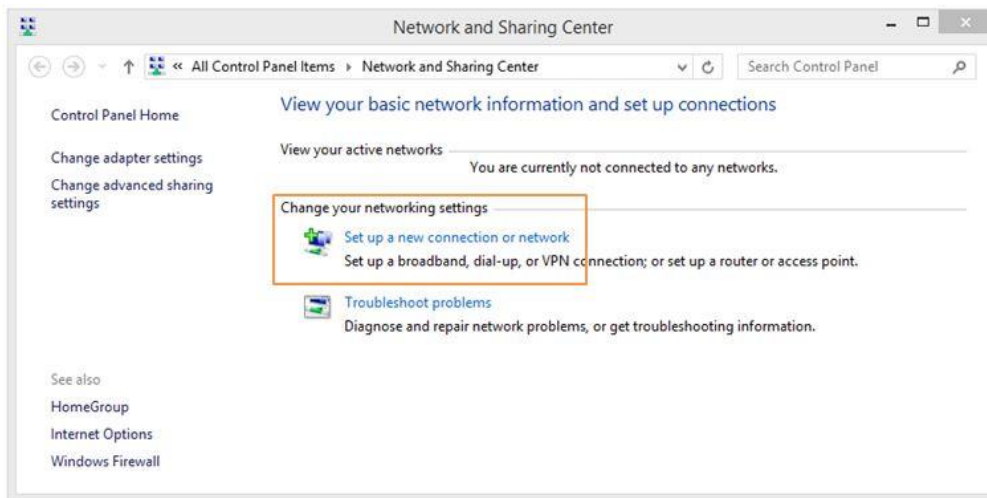 Network and Sharing Center
« All Control Panel Items Network and Sharing Center
Search Control Panel
Control Panel Home
Change adapter settings
Change advanced sharing
settings
View your basic network information and set up connections
View your active networks
You are currently not connected to any networks.
Change your networking settings
Set up a new connection or network
Set up a broadband, dial-up, or VPN connection; or set up a router or access point.
Troubleshoot problems
Diagnose and repair network problems, or get troubleshooting information.
See also
HomeGroup
Internet Options
Windows Firewall